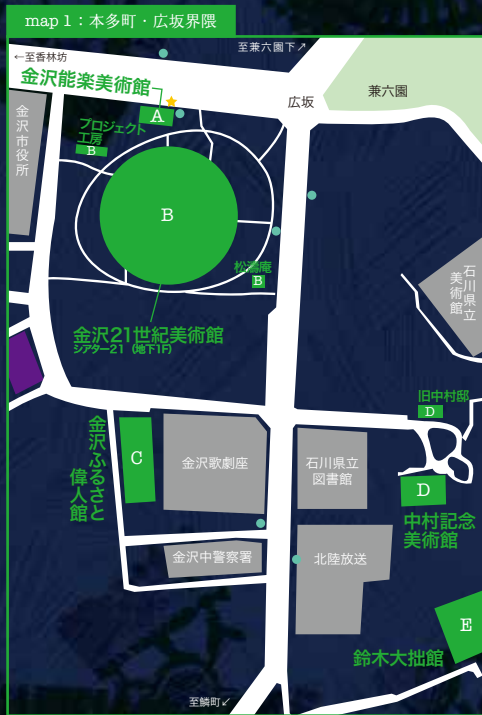 map 1：本多町・広坂界隈
←至香林坊
至兼六園下↗
金沢能楽美術館
広坂
兼六園
A
金沢市役所
プロジェクト
工房
B
B
松濤庵
B
石川県立
美術館
金沢21世紀美術館
シアター21（地下1F）
旧中村邸
D
金沢ふるさと
偉人館
C
金沢歌劇座
石川県立
図書館
D
中村記念
美術館
金沢中警察署
北陸放送
E
鈴木大拙館
至鱗町↙